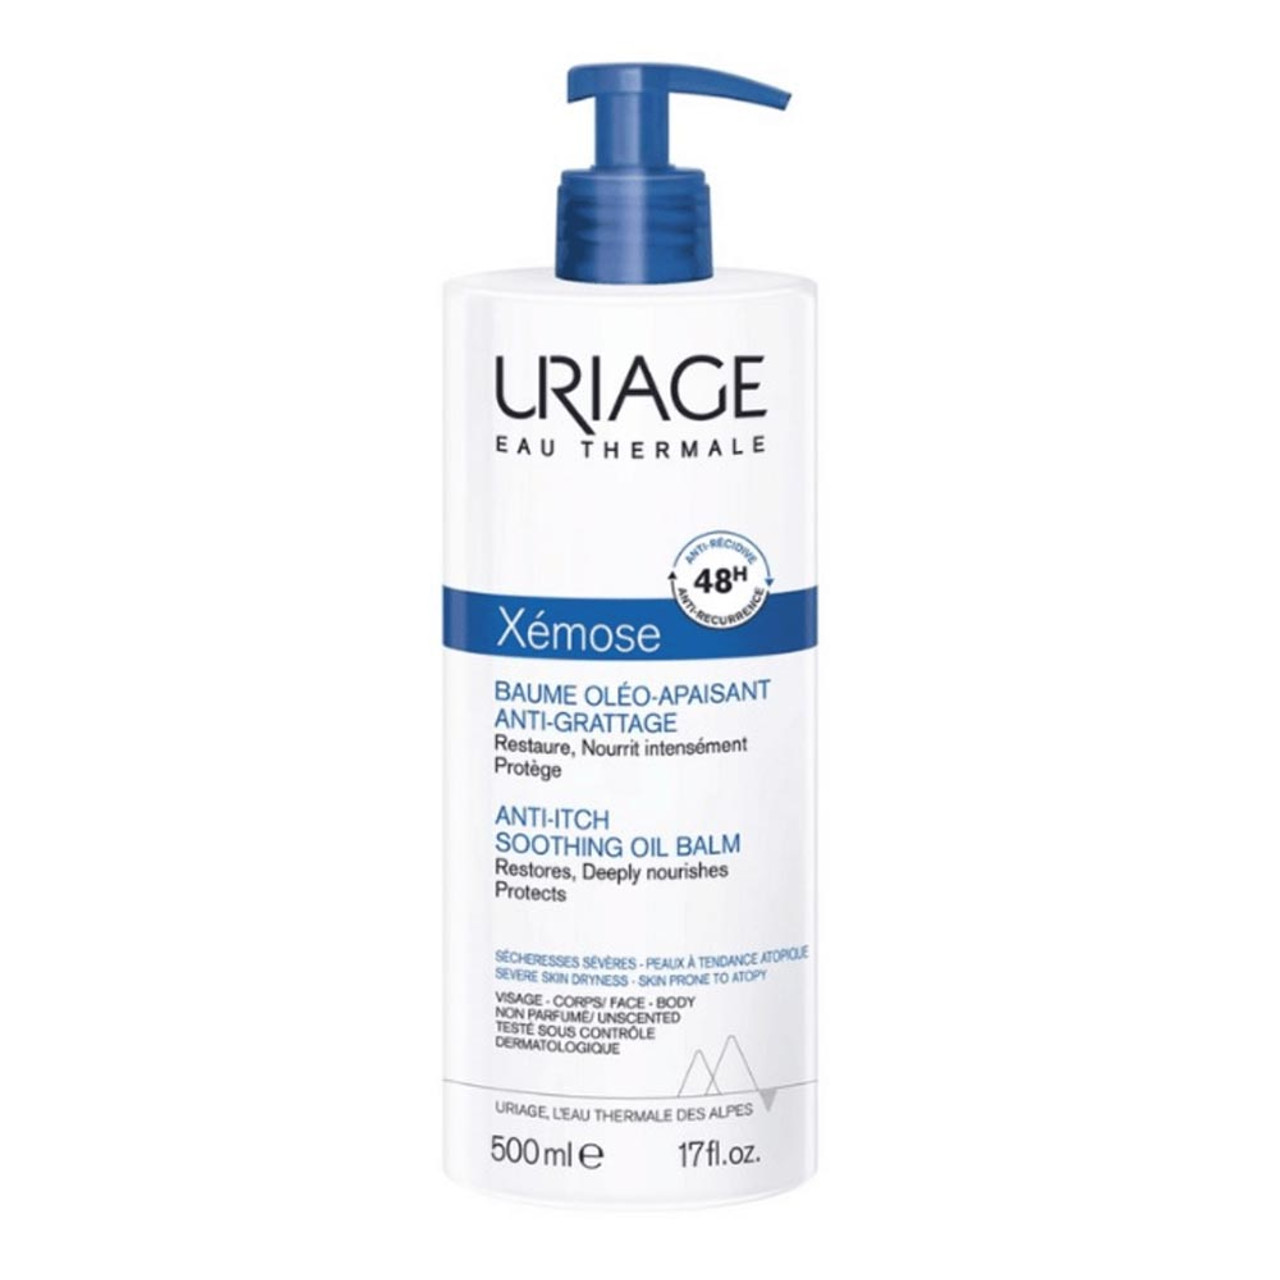 URIAGE
EAU THERMALE
ANTI-RÉCIDIVE
48H
ANTI-RECURRENCE
Xémose
BAUME OLÉO-APAISANT
ANTI-GRATTAGE
Restaure, Nourrit intensément
Protège
ANTI-ITCH
SOOTHING OIL BALM
Restores, Deeply nourishes
Protects
SÉCHERESSES SÉVÈRES - PEAUX À TENDANCE ATOPIQUE
SEVERE SKIN DRYNESS - SKIN PRONE TO ATOPY
VISAGE - CORPS/ FACE - BODY
NON PARFUMÉ/ UNSCENTED
TESTÉ SOUS CONTRÔLE
DERMATOLOGIQUE
URIAGE, L'EAU THERMALE DES ALPES
500 ml ℮ 17fl.oz.